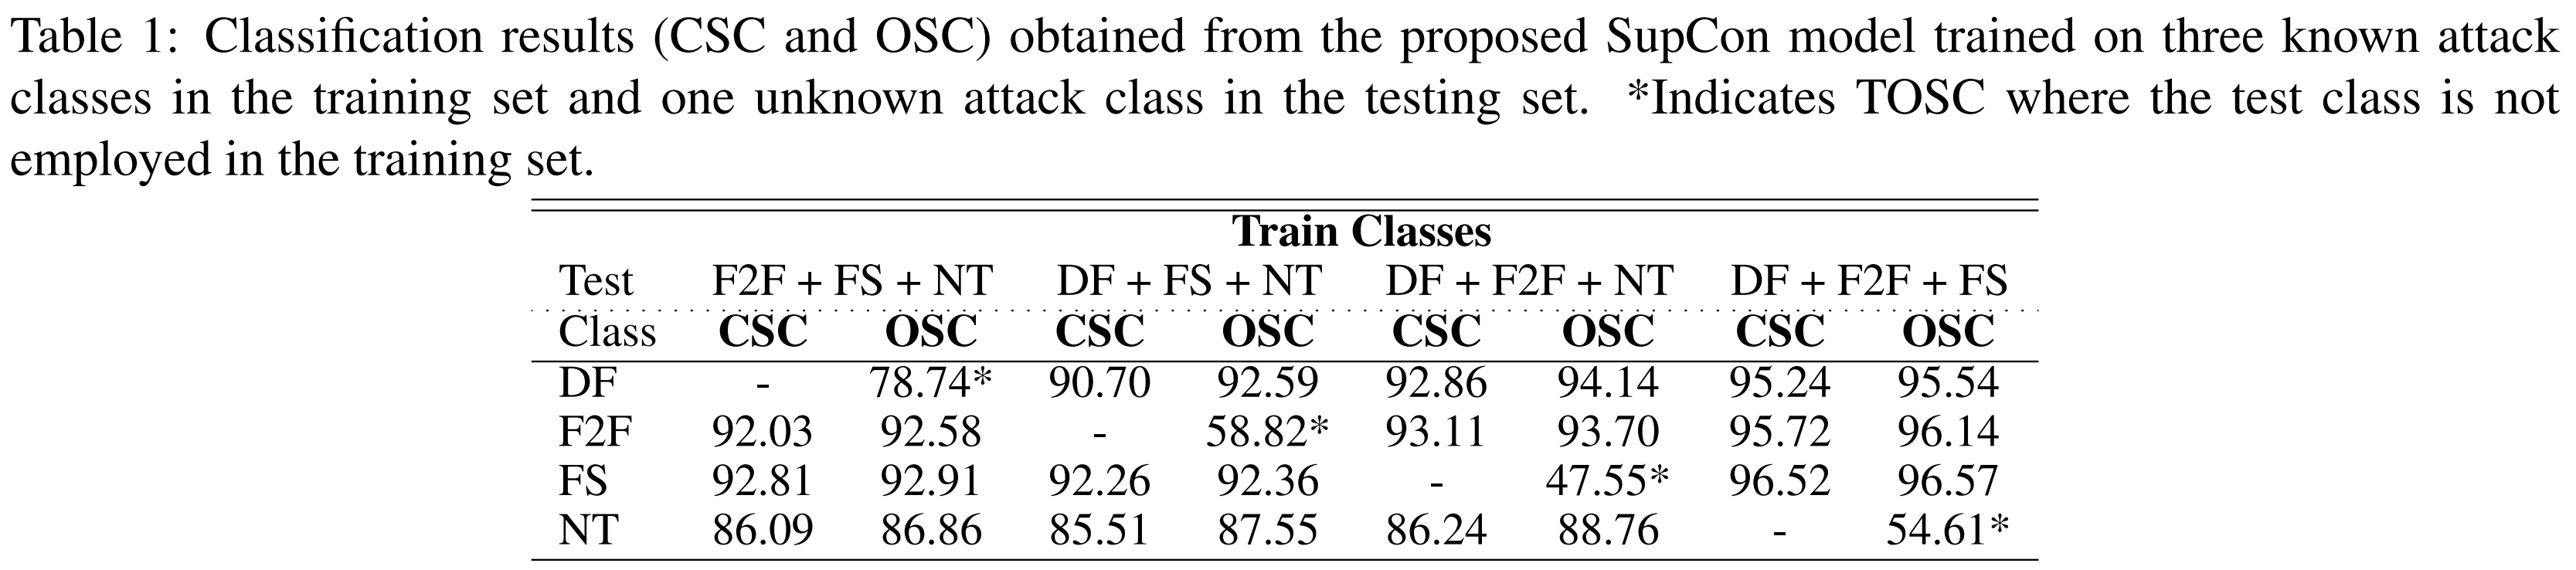 Table 1: Classification results (CSC and OSC) obtained from the proposed SupCon model trained on three known attack
classes in the training set and one unknown attack class in the testing set. *Indicates TOSC where the test class is not
employed in the training set.
Train Classes
Test F2F + FS + NT DF + FS + NT DF + F2F + NT DF + F2F + FS
Class CSC OSC CSC OSC CSC OSC CSC OSC
DF - 78.74* 90.70 92.59 92.86 94.14 95.24 95.54
F2F 92.03 92.58 - 58.82* 93.11 93.70 95.72 96.14
FS 92.81 92.91 92.26 92.36 - 47.55* 96.52 96.57
NT 86.09 86.86 85.51 87.55 86.24 88.76 - 54.61*